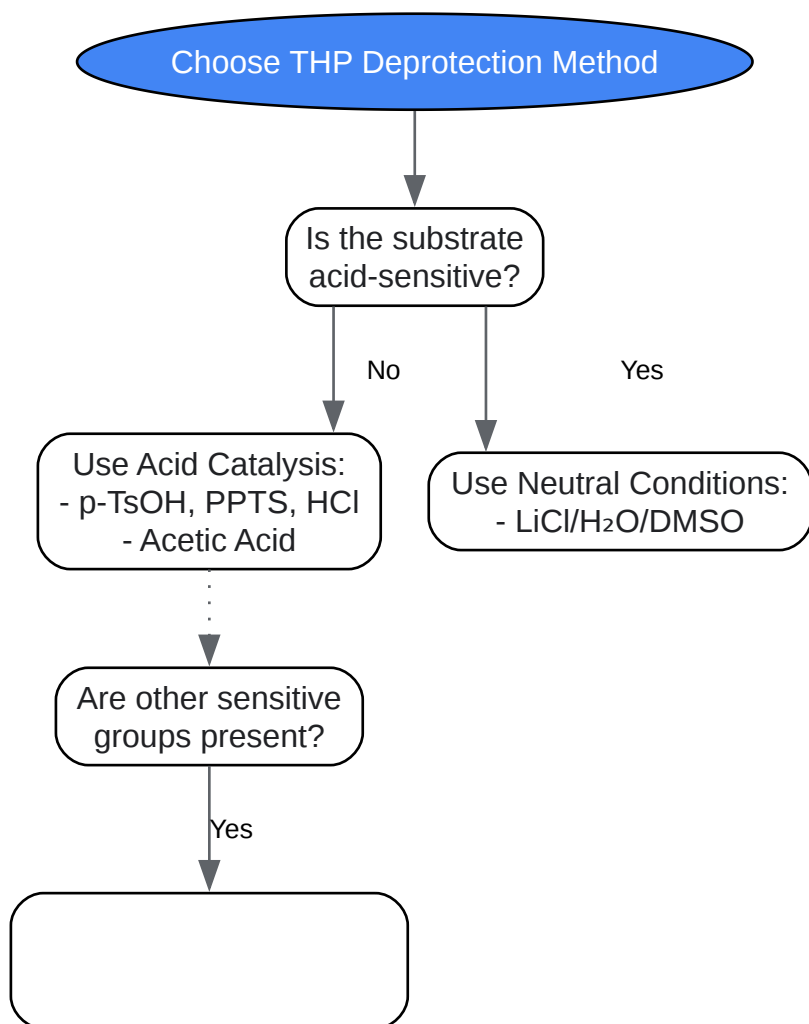 Choose THP Deprotection Method
Is the substrate
acid-sensitive?
No
Yes
Use Acid Catalysis:
- p-TsOH, PPTS, HCl
- Acetic Acid
Use Neutral Conditions:
- LiCl/H₂O/DMSO
Are other sensitive
groups present?
Yes